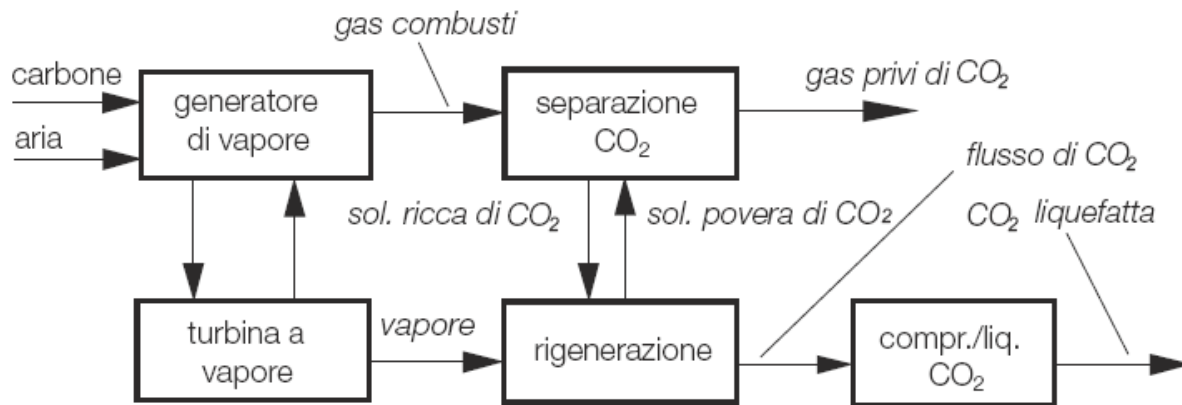 gas combusti
carbone
aria
generatore
di vapore
separazione
CO₂
gas privi di CO₂
flusso di CO₂
sol. ricca di CO₂
sol. povera di CO₂
CO₂ liquefatta
turbina a
vapore
vapore
rigenerazione
compr./liq.
CO₂